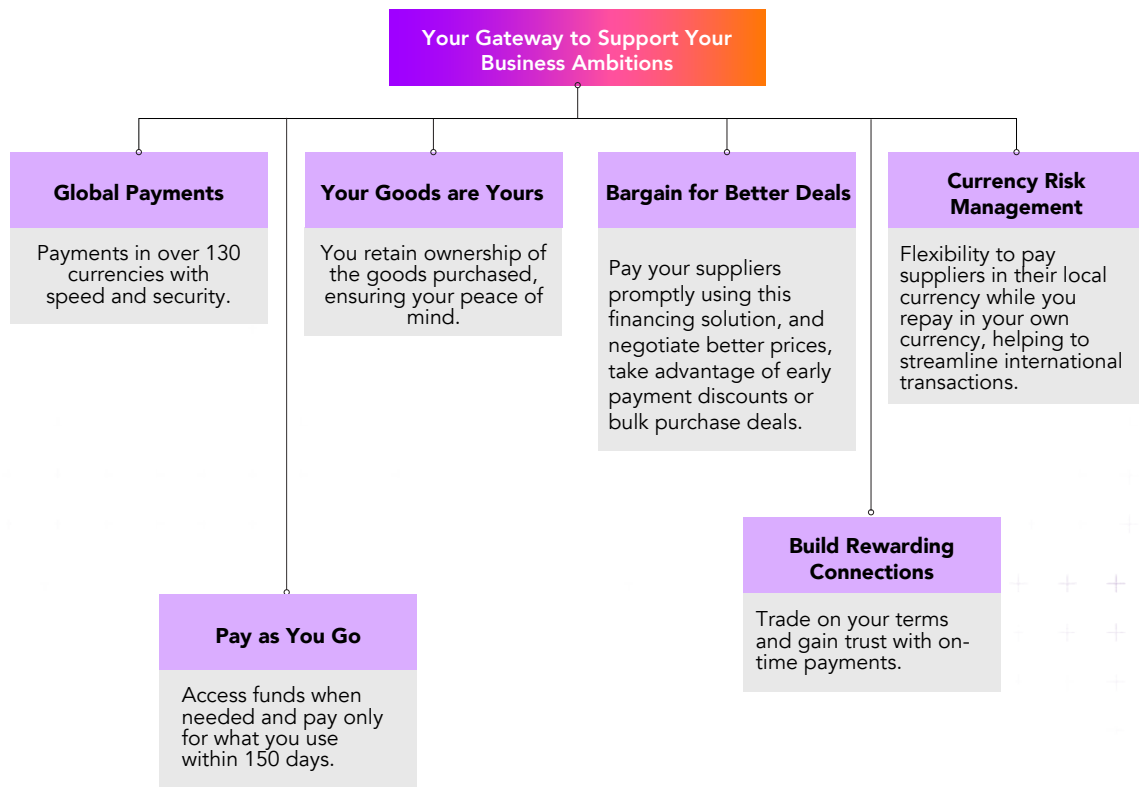 Your Gateway to Support Your
Business Ambitions
Global Payments
Payments in over 130
currencies with
speed and security.
Your Goods are Yours
You retain ownership of
the goods purchased,
ensuring your peace of
mind.
Bargain for Better Deals
Pay your suppliers
promptly using this
financing solution, and
negotiate better prices,
take advantage of early
payment discounts or
bulk purchase deals.
Currency Risk
Management
Flexibility to pay
suppliers in their local
currency while you
repay in your own
currency, helping to
streamline international
transactions.
Build Rewarding
Connections
Trade on your terms
and gain trust with on-
time payments.
Pay as You Go
Access funds when
needed and pay only
for what you use
within 150 days.